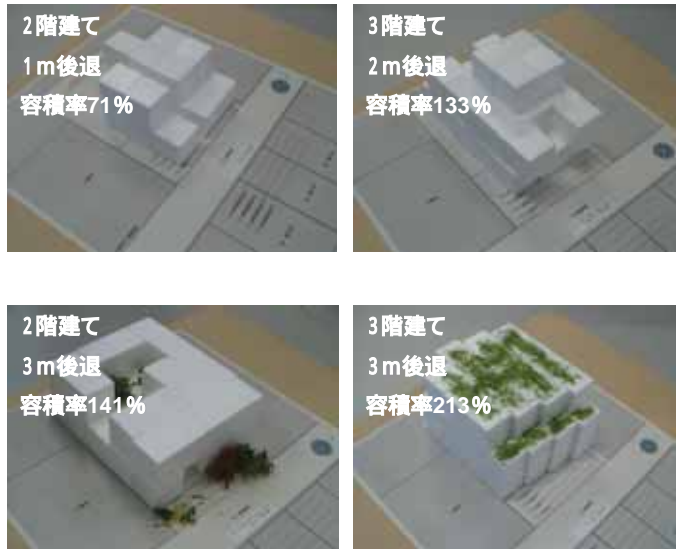 2階建て
1m後退
容積率71%
3階建て
2m後退
容積率133%
2階建て
3m後退
容積率141%
3階建て
3m後退
容積率213%